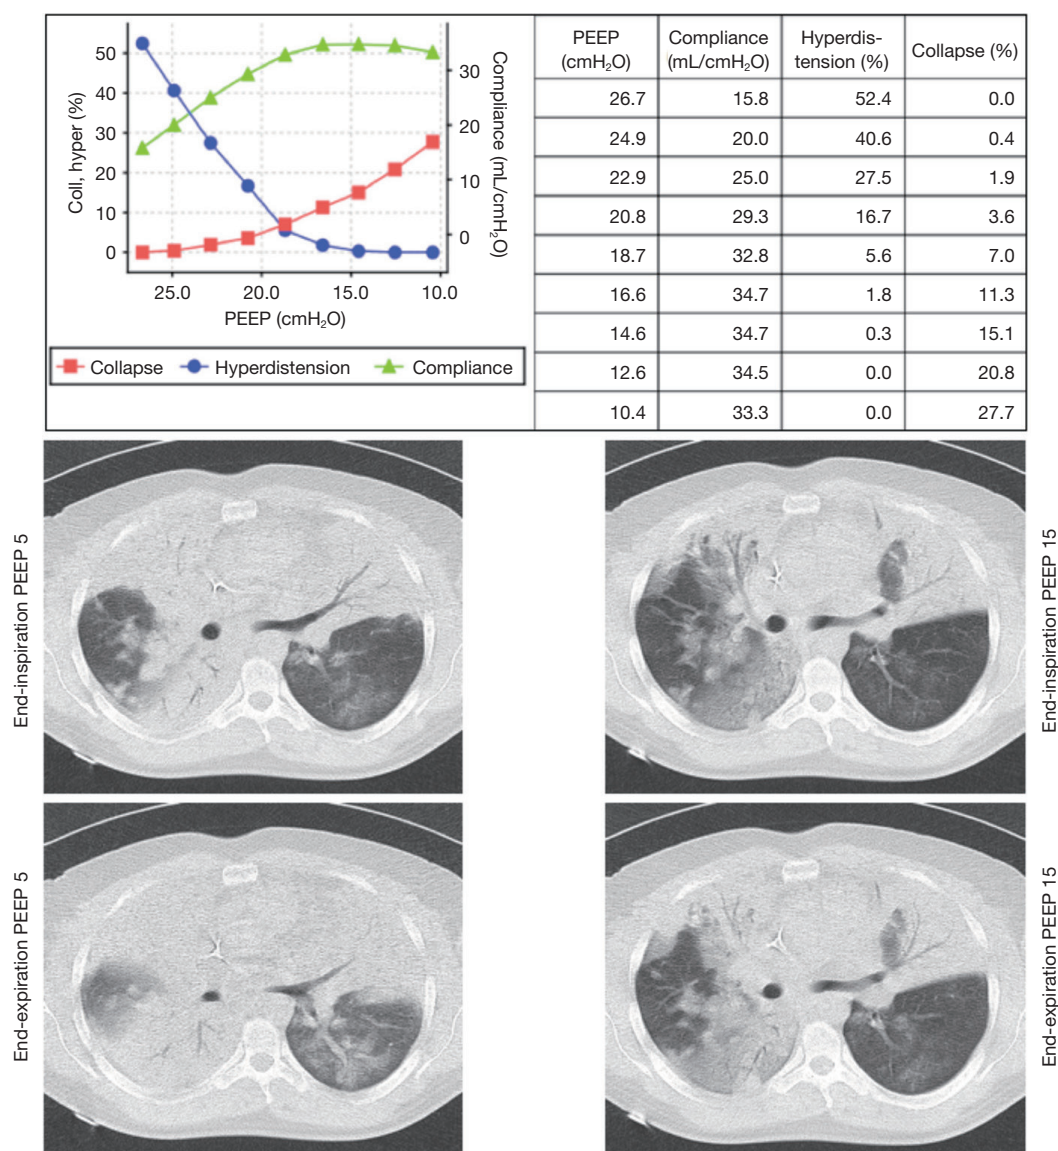 Coll, hyper (%)
50
40
30
20
10
0
30
20
10
0
Compliance (mL/cmH₂O)
25.0 20.0 15.0 10.0
PEEP (cmH₂O)
Collapse Hyperdistension Compliance
PEEP (cmH₂O) Compliance (mL/cmH₂O) Hyperdis-tension (%) Collapse (%)
26.7 15.8 52.4 0.0
24.9 20.0 40.6 0.4
22.9 25.0 27.5 1.9
20.8 29.3 16.7 3.6
18.7 32.8 5.6 7.0
16.6 34.7 1.8 11.3
14.6 34.7 0.3 15.1
12.6 34.5 0.0 20.8
10.4 33.3 0.0 27.7
End-inspiration PEEP 5
End-inspiration PEEP 15
End-expiration PEEP 5
End-expiration PEEP 15